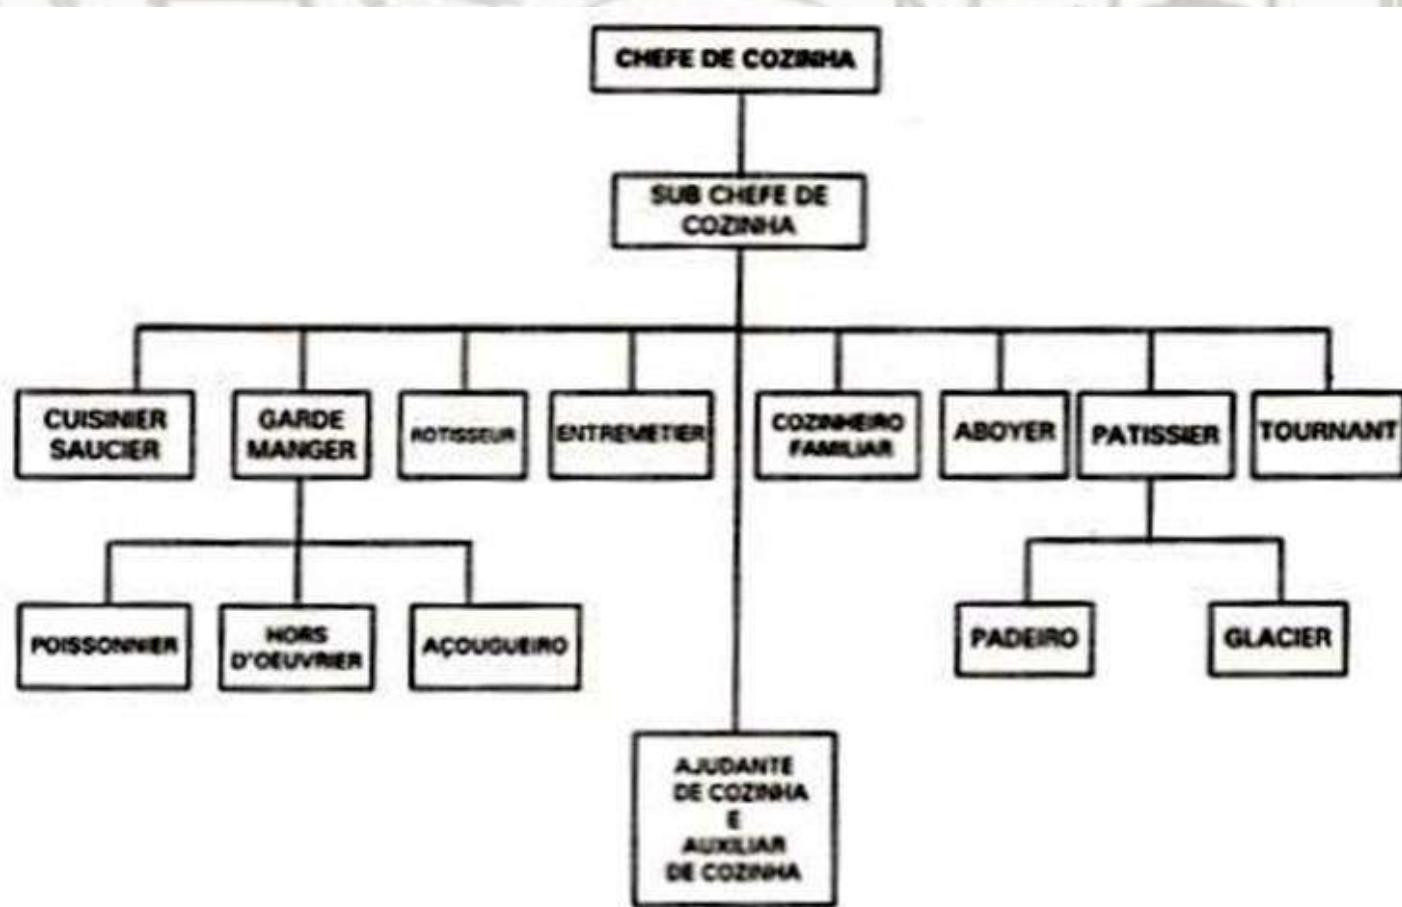 CHEFE DE COZINHA
SUB CHEFE DE
COZINHA
CUISINIER
SAUCIER
GARDE
MANGER
ROTISSEUR
ENTREMETIER
COZINHEIRO
FAMILIAR
ABOYER
PATISSIER
TOURNANT
POISSONNIER
HORS
D'OEUVRIER
AÇOUGUEIRO
PADEIRO
GLACIER
AJUDANTE
DE COZINHA
E
AUXILIAR
DE COZINHA